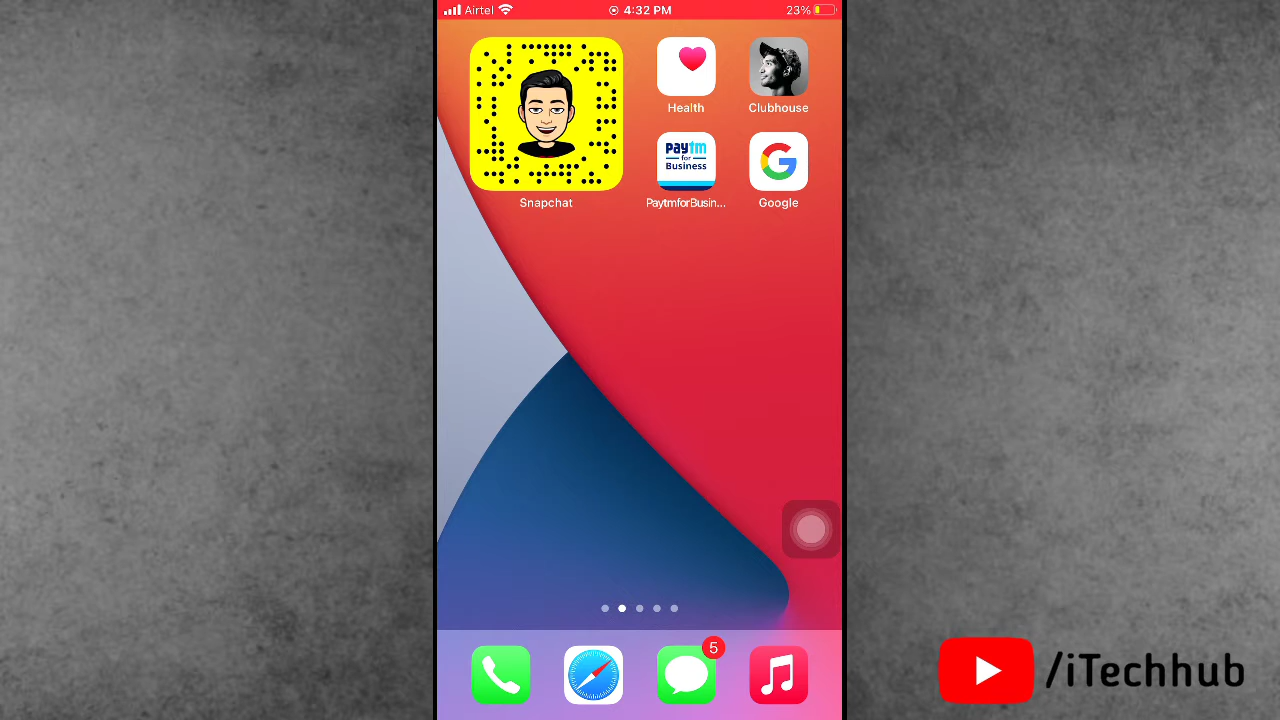 Airtel 4:32 PM 23%
Health Clubhouse
paytm
for
Business
G
Snapchat PaytmforBusin... Google
5
/iTechhub